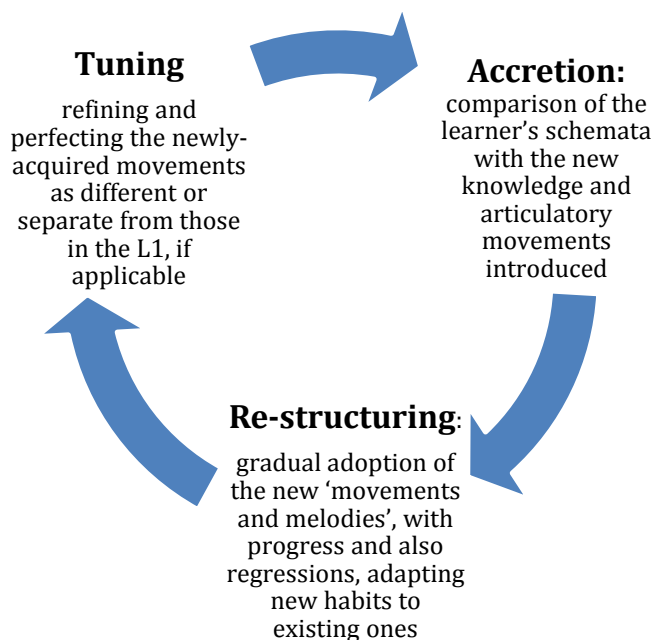 Tuning
refining and
perfecting the newly-
acquired movements
as different or
separate from those
in the L1, if
applicable
Accretion:
comparison of the
learner's schemata
with the new
knowledge and
articulatory
movements
introduced
Re-structuring:
gradual adoption of
the new ‘movements
and melodies’, with
progress and also
regressions, adapting
new habits to
existing ones